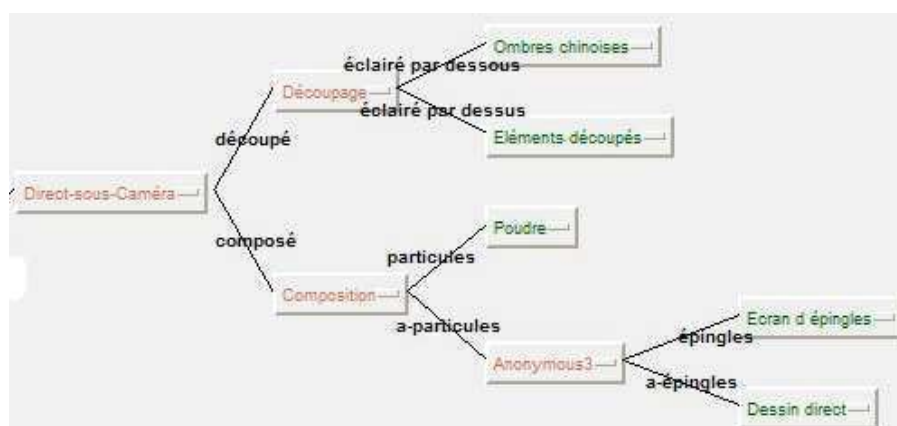 Ombres chinoises
éclairé par dessous
Découpage
éclairé par dessus
Eléments découpés
découpé
Direct-sous-Caméra
Poudre
composé
particules
Composition
Ecran d épingles
a-particules
épingles
Anonymous3
a-épingles
Dessin direct